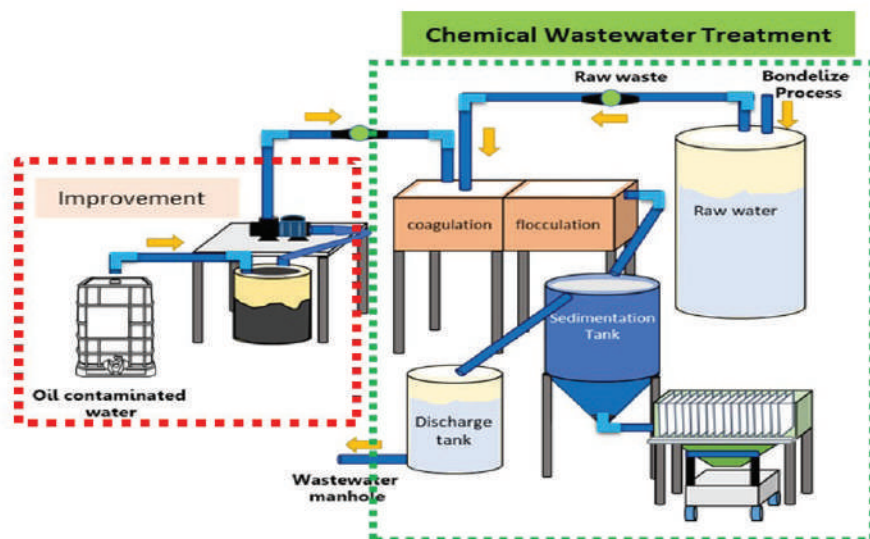 Chemical Wastewater Treatment
Raw waste
Bondelize
Process
Improvement
Raw water
coagulation
flocculation
Sedimentation
Tank
Oil contaminated
water
Discharge
tank
Wastewater
manhole